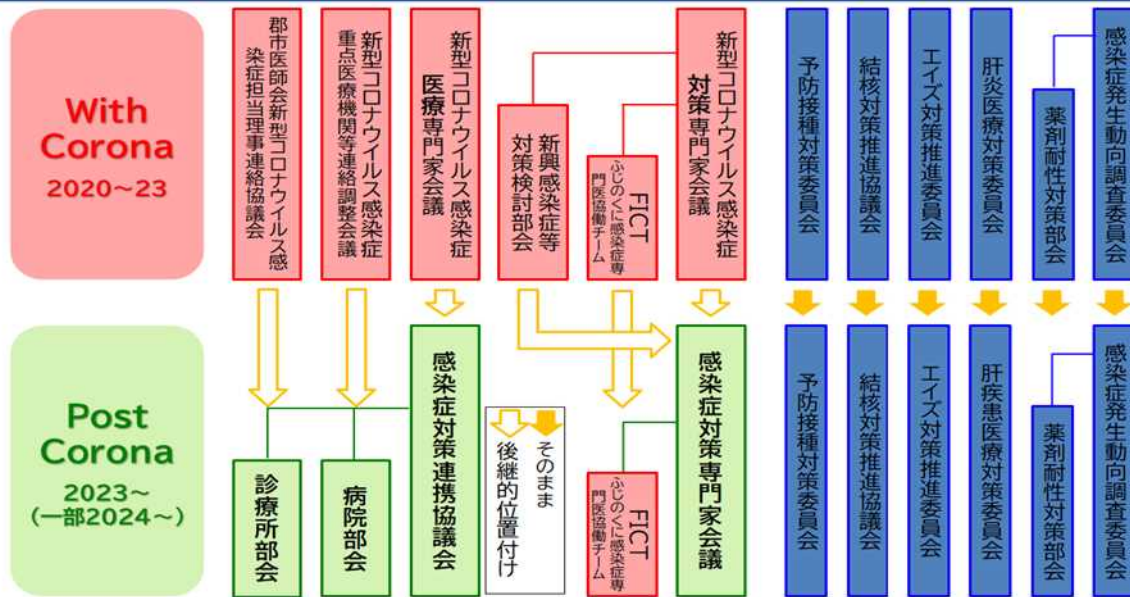 With
Corona
2020～23
郡市医師会新型コロナウイルス感
染症担当理事連絡協議会
新型コロナウイルス感染症
重点医療機関等連絡調整会議
新型コロナウイルス感染症
医療専門家会議
新興感染症等
対策検討部会
FICT
ふじのくに感染症専
門医協働チーム
新型コロナウイルス感染症
対策専門家会議
予防接種対策委員会
結核対策推進協議会
エイズ対策推進委員会
肝炎医療対策委員会
薬剤耐性対策部会
感染症発生動向調査委員会
Post
Corona
2023～
（一部2024～）
診療所部会
病院部会
感染症対策連携協議会
そのまま
後継的位置付け
FICT
ふじのくに感染症専
門医協働チーム
感染症対策専門家会議
予防接種対策委員会
結核対策推進協議会
エイズ対策推進委員会
肝疾患医療対策委員会
薬剤耐性対策部会
感染症発生動向調査委員会